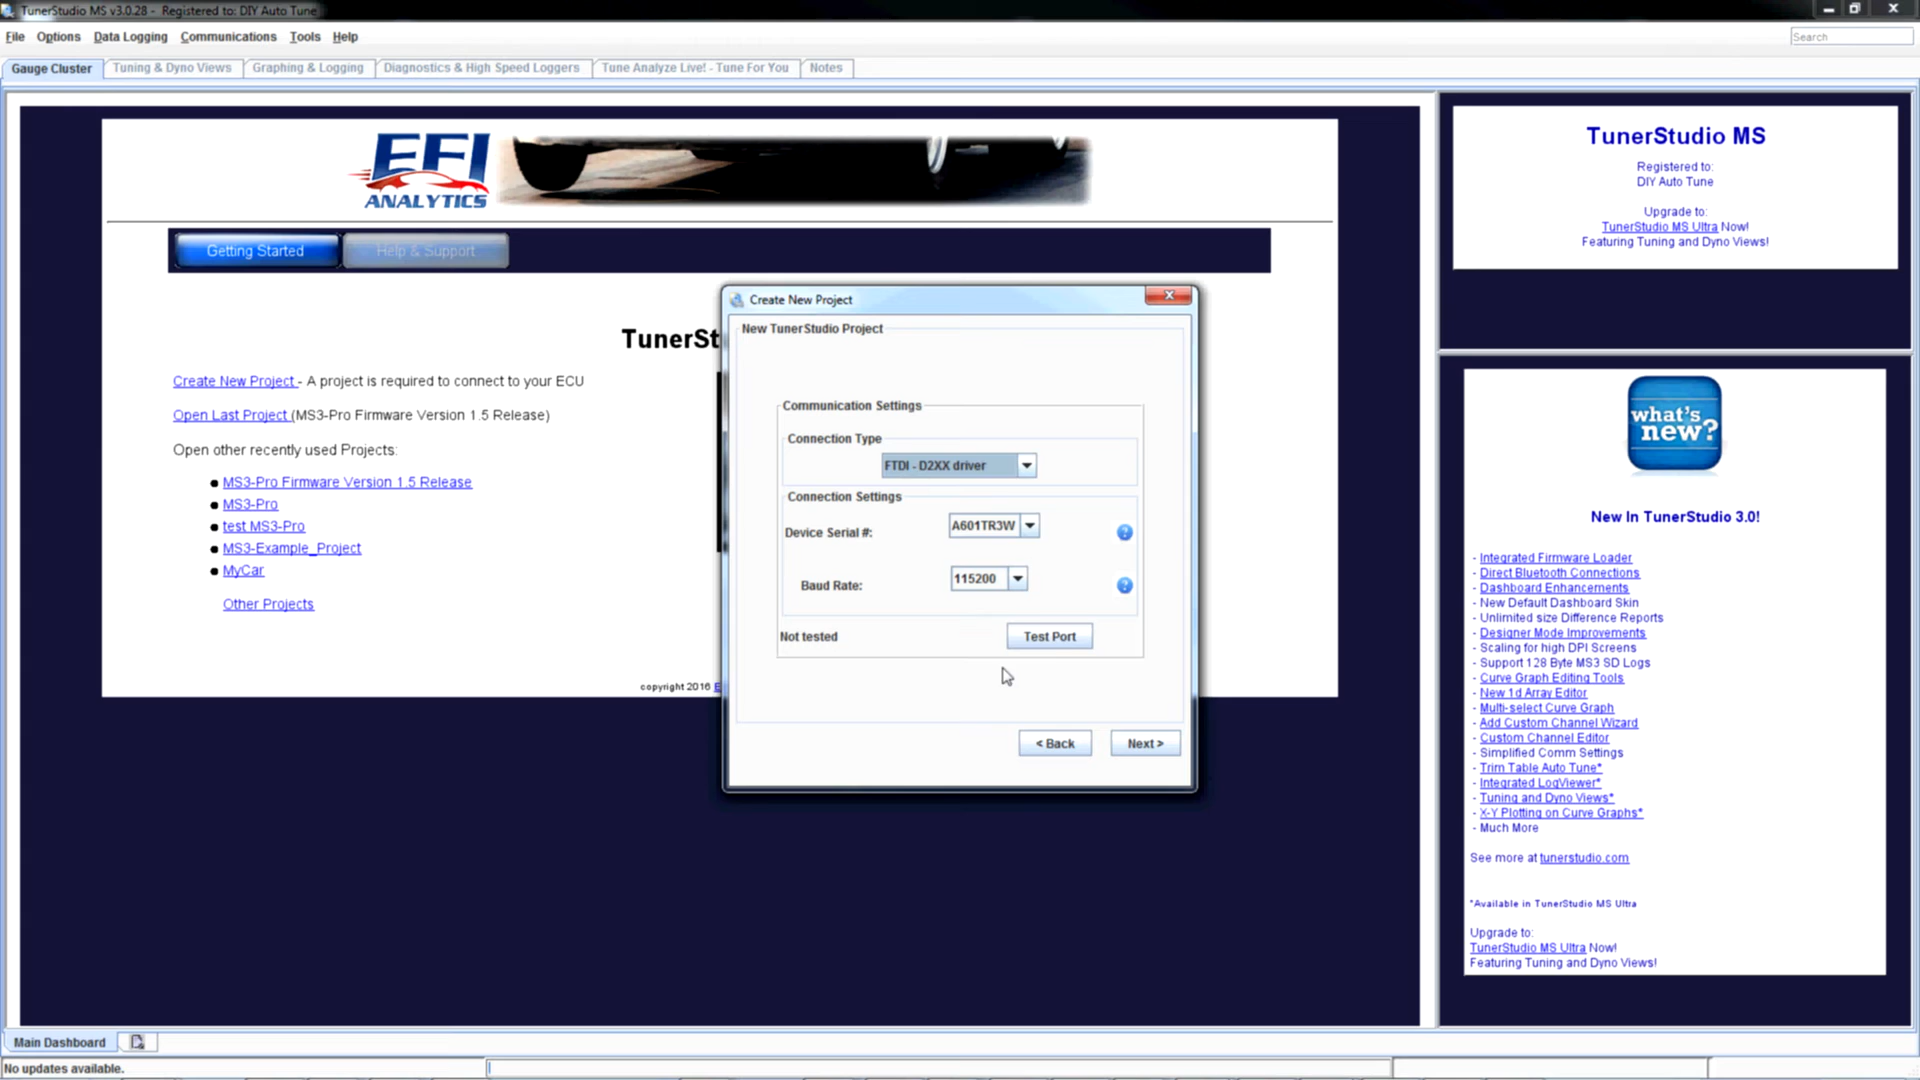 TunerStudio MS v3.0.28 - Registered to: DIY Auto Tune
File Options Data Logging Communications Tools Help
Search
Gauge Cluster Tuning & Dyno Views Graphing & Logging Diagnostics & High Speed Loggers Tune Analyze Live! - Tune For You Notes
EFI
ANALYTICS
Getting Started Help & Support
TunerSt
Create New Project - A project is required to connect to your ECU
Open Last Project (MS3-Pro Firmware Version 1.5 Release)
Open other recently used Projects:
MS3-Pro Firmware Version 1.5 Release
MS3-Pro
test MS3-Pro
MS3-Example_Project
MyCar
Other Projects
copyright 2016 E
Create New Project
New TunerStudio Project
Communication Settings
Connection Type
FTDI - D2XX driver
Connection Settings
Device Serial #: A601TR3W ?
Baud Rate: 115200 ?
Not tested Test Port
< Back Next >
TunerStudio MS
Registered to:
DIY Auto Tune
Upgrade to:
TunerStudio MS Ultra Now!
Featuring Tuning and Dyno Views!
what's
new?
New In TunerStudio 3.0!
- Integrated Firmware Loader
- Direct Bluetooth Connections
- Dashboard Enhancements
- New Default Dashboard Skin
- Unlimited size Difference Reports
- Designer Mode Improvements
- Scaling for high DPI Screens
- Support 128 Byte MS3 SD Logs
- Curve Graph Editing Tools
- New 1d Array Editor
- Multi-select Curve Graph
- Add Custom Channel Wizard
- Custom Channel Editor
- Simplified Comm Settings
- Trim Table Auto Tune*
- Integrated LogViewer*
- Tuning and Dyno Views*
- X-Y Plotting on Curve Graphs*
- Much More
See more at tunerstudio.com
*Available in TunerStudio MS Ultra
Upgrade to:
TunerStudio MS Ultra Now!
Featuring Tuning and Dyno Views!
Main Dashboard
No updates available.